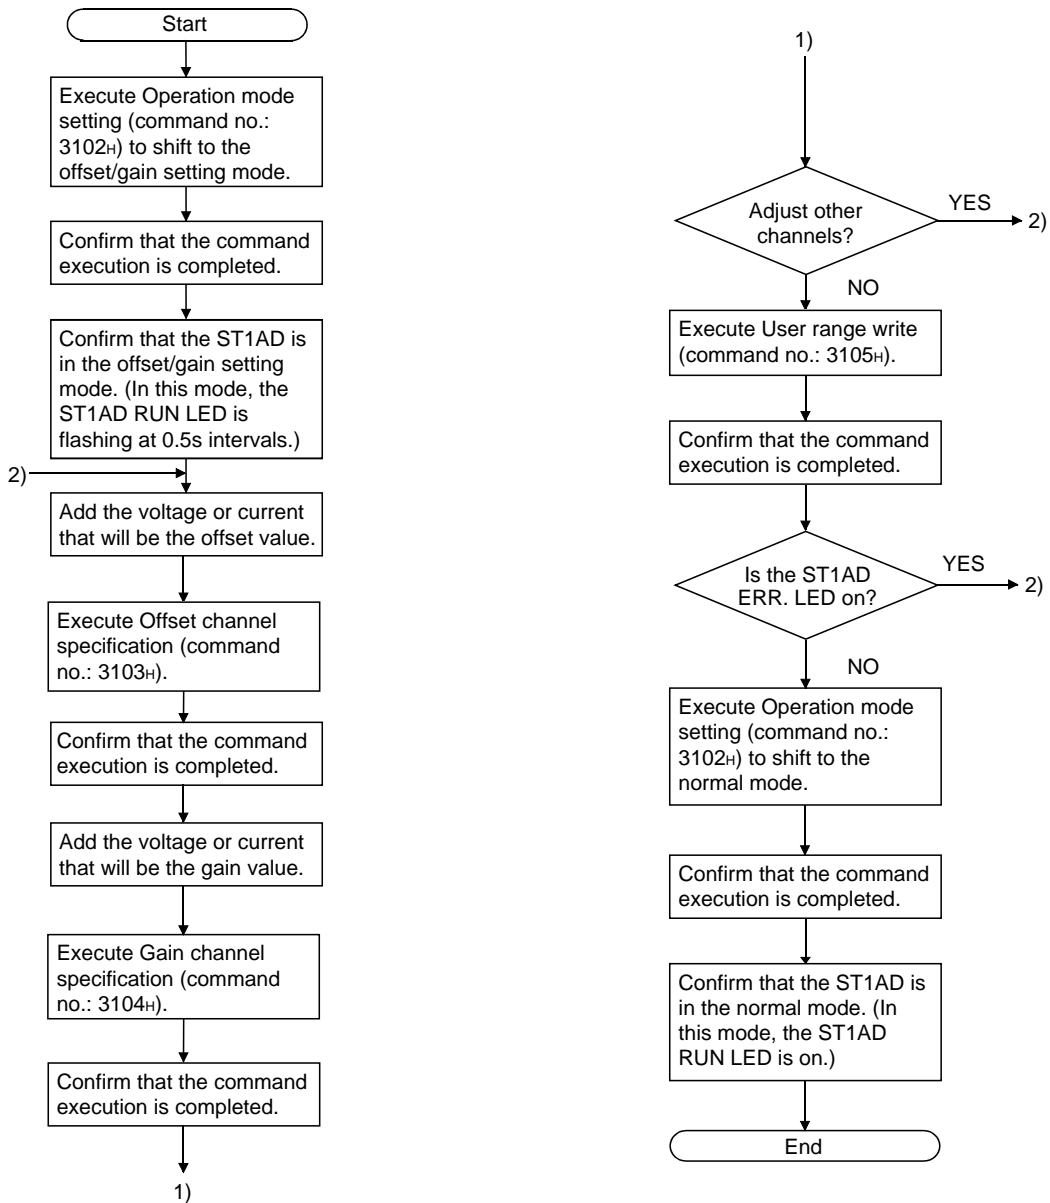 Start
Execute Operation mode
setting (command no.:
3102H) to shift to the
offset/gain setting mode.
Confirm that the command
execution is completed.
Confirm that the ST1AD is
in the offset/gain setting
mode. (In this mode, the
ST1AD RUN LED is
flashing at 0.5s intervals.)
2)
Add the voltage or current
that will be the offset value.
Execute Offset channel
specification (command
no.: 3103H).
Confirm that the command
execution is completed.
Add the voltage or current
that will be the gain value.
Execute Gain channel
specification (command
no.: 3104H).
Confirm that the command
execution is completed.
1)
1)
Adjust other
channels?
YES
2)
NO
Execute User range write
(command no.: 3105H).
Confirm that the command
execution is completed.
Is the ST1AD
ERR. LED on?
YES
2)
NO
Execute Operation mode
setting (command no.:
3102H) to shift to the
normal mode.
Confirm that the command
execution is completed.
Confirm that the ST1AD is
in the normal mode. (In
this mode, the ST1AD
RUN LED is on.)
End